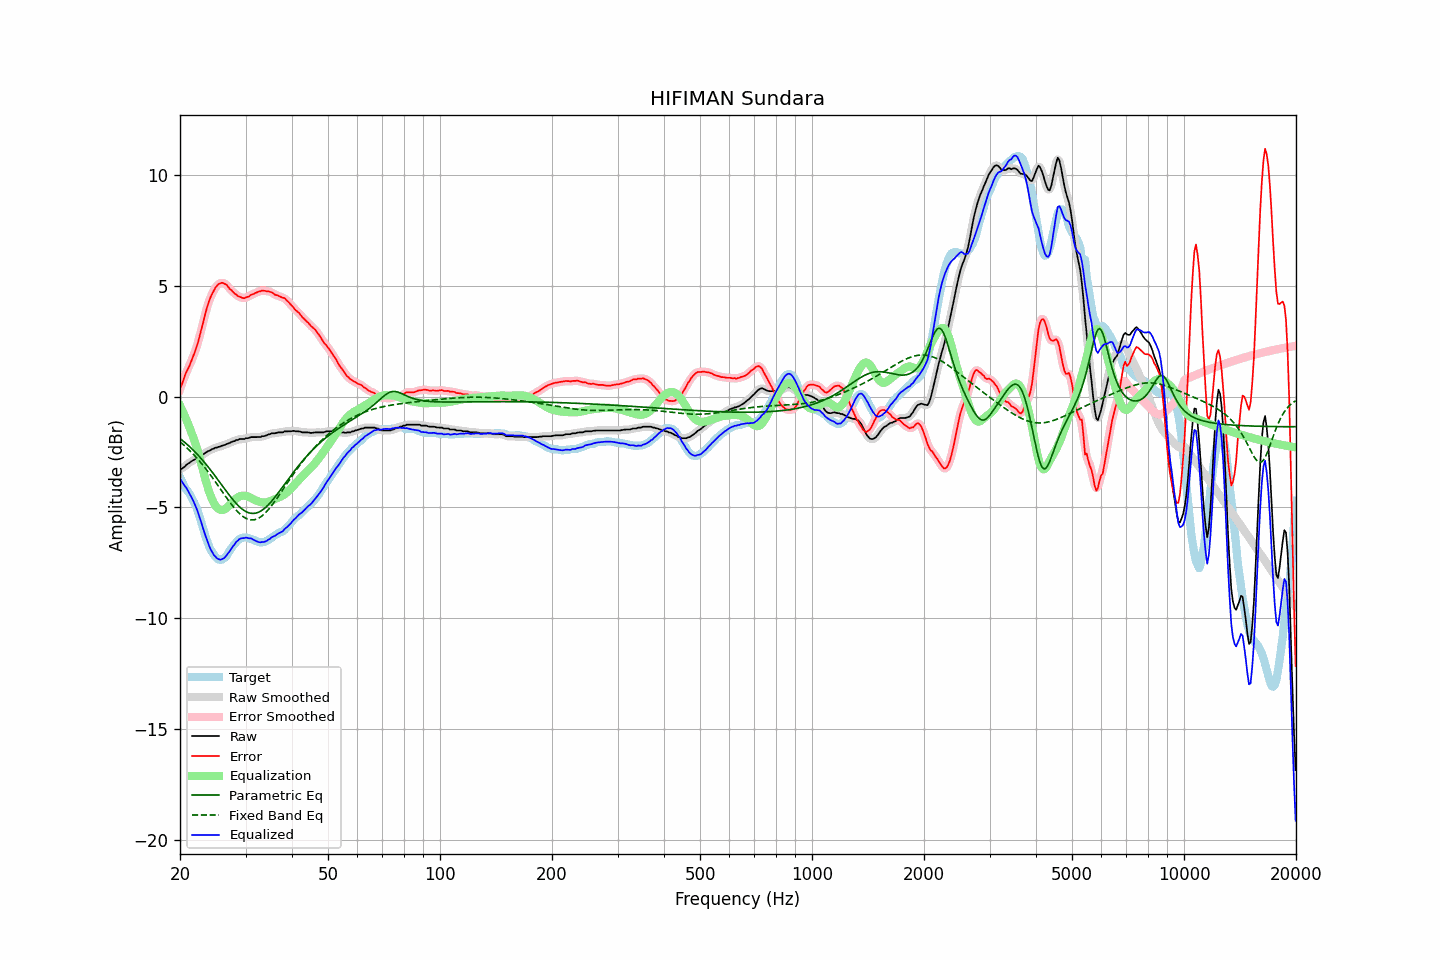 HIFIMAN Sundara
Amplitude (dBr)
10
5
0
−5
−10
−15
−20
Target
Raw Smoothed
Error Smoothed
Raw
Error
Equalization
Parametric Eq
Fixed Band Eq
Equalized
20
50
100
200
500
1000
2000
5000
10000
20000
Frequency (Hz)